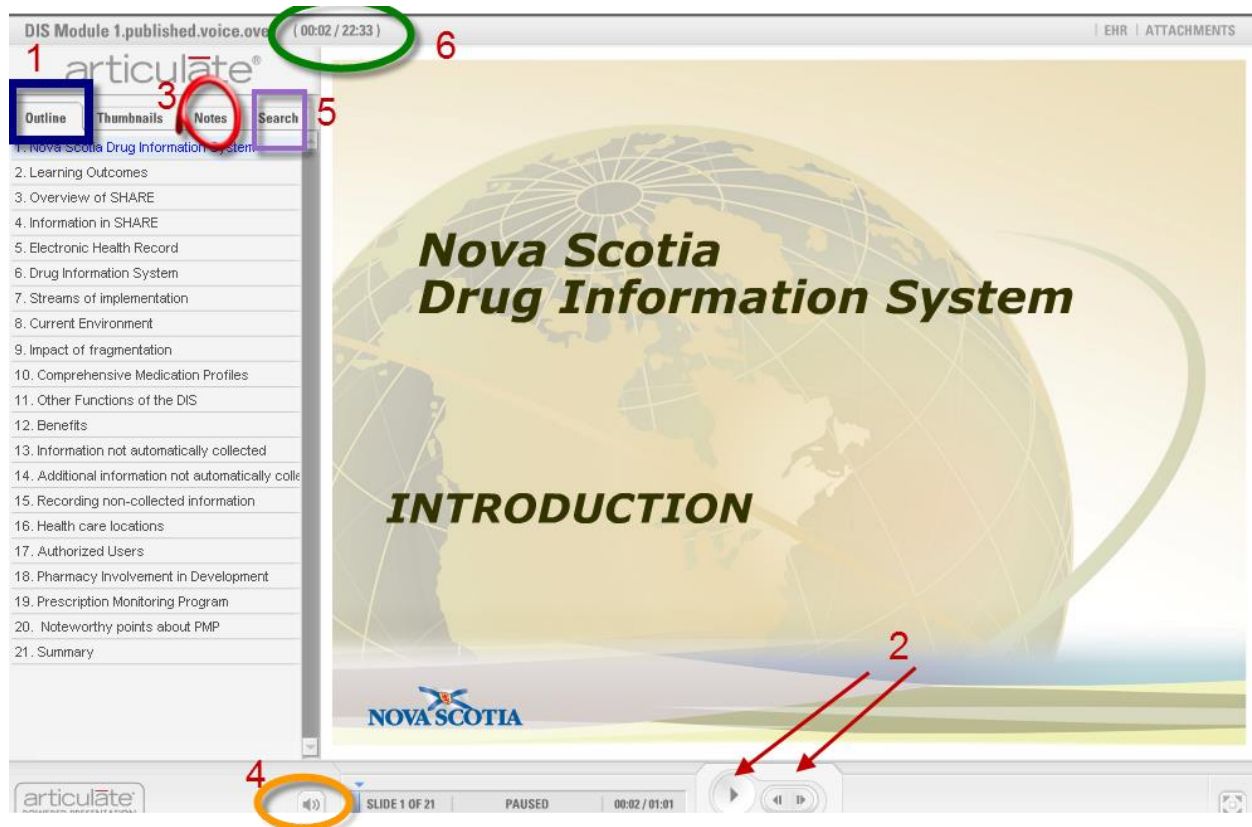 DIS Module 1.published.voice.ove ( 00:02 / 22:33 )
6
EHR | ATTACHMENTS
1
articulate®
3
5
Outline Thumbnails Notes Search
1. Nova Scotia Drug Information System
2. Learning Outcomes
3. Overview of SHARE
4. Information in SHARE
5. Electronic Health Record
6. Drug Information System
7. Streams of implementation
8. Current Environment
9. Impact of fragmentation
10. Comprehensive Medication Profiles
11. Other Functions of the DIS
12. Benefits
13. Information not automatically collected
14. Additional information not automatically colle
15. Recording non-collected information
16. Health care locations
17. Authorized Users
18. Pharmacy Involvement in Development
19. Prescription Monitoring Program
20. Noteworthy points about PMP
21. Summary
Nova Scotia
Drug Information System
INTRODUCTION
2
NOVA SCOTIA
4
articulate
POWERED PRESENTATION
SLIDE 1 OF 21 PAUSED 00:02 / 01:01